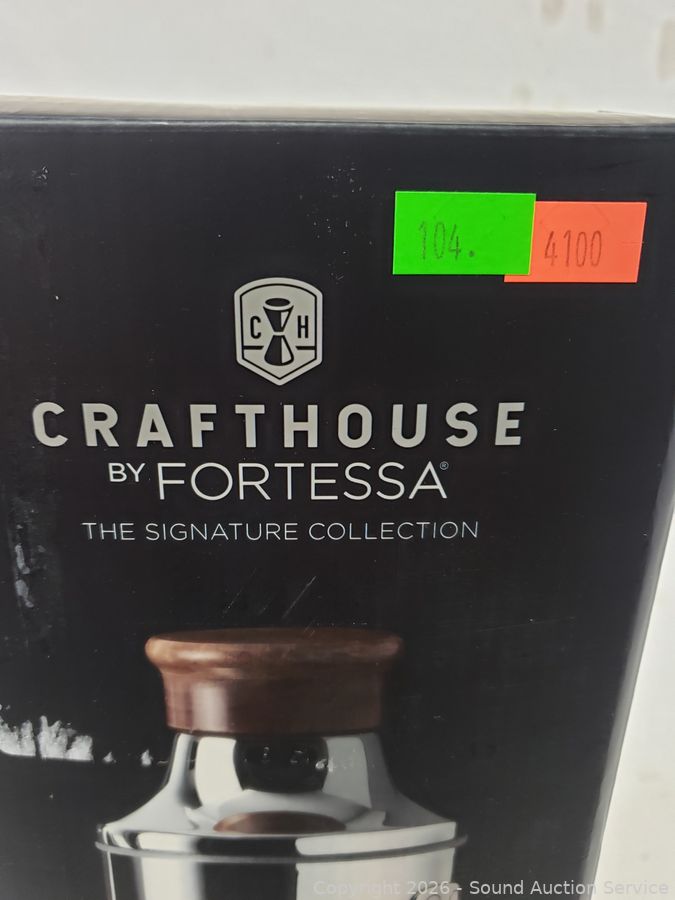 104.
4100
C H
CRAFTHOUSE
BY FORTESSA®
THE SIGNATURE COLLECTION
Copyright 2026 - Sound Auction Service